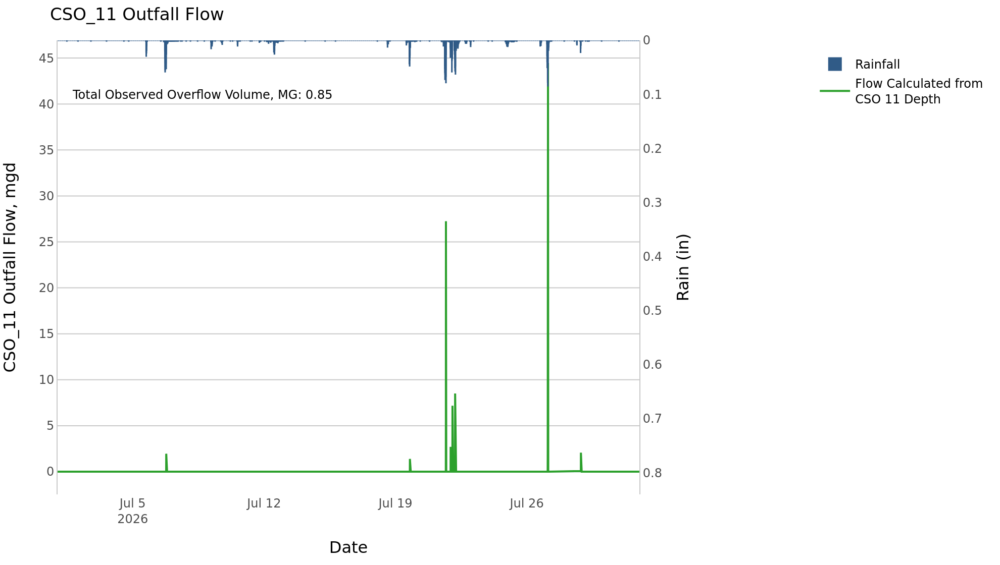 CSO_11 Outfall Flow
Total Observed Overflow Volume, MG: 0.85
Rainfall
Flow Calculated from
CSO 11 Depth
CSO_11 Outfall Flow, mgd
45
40
35
30
25
20
15
10
5
0
0
0.1
0.2
0.3
0.4
0.5
0.6
0.7
0.8
Rain (in)
Jul 5
2026
Jul 12
Jul 19
Jul 26
Date